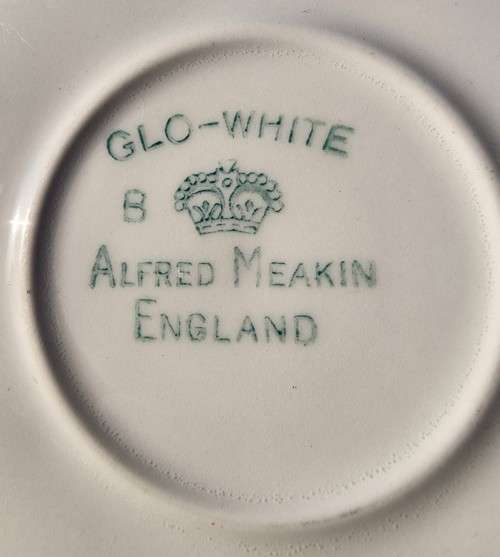 GLO-WHITE
B
ALFRED MEAKIN
ENGLAND